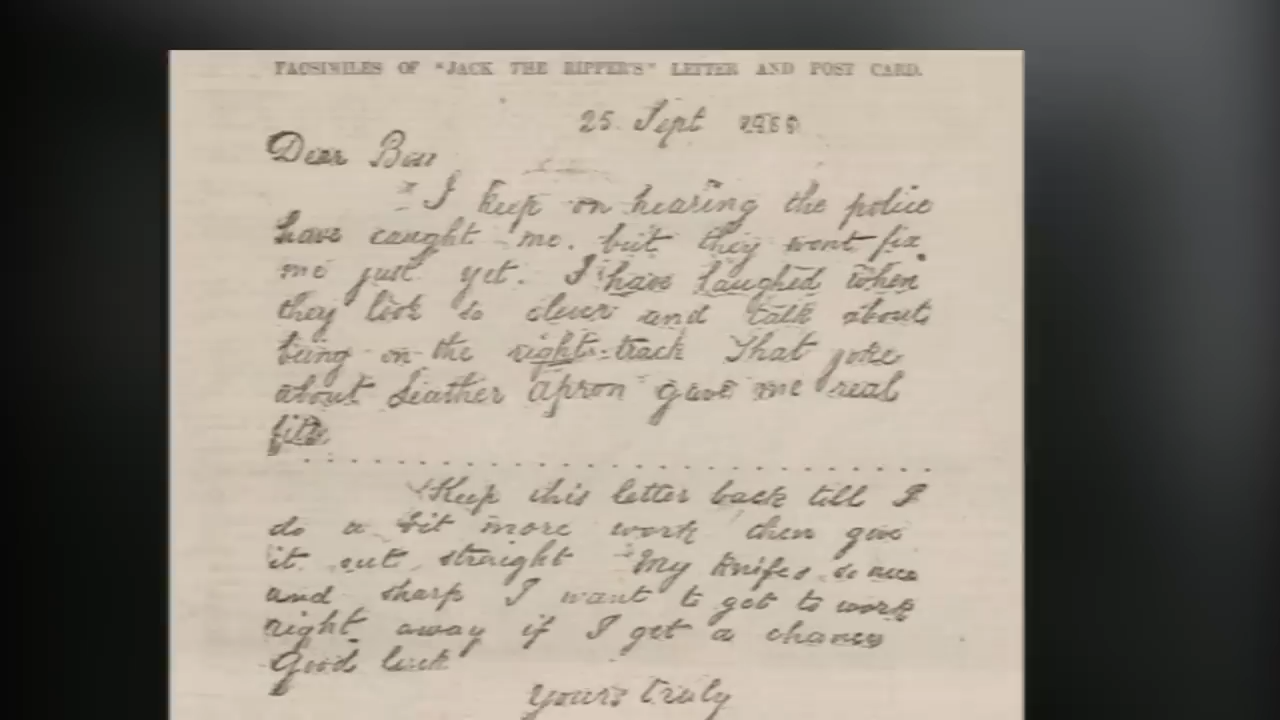 FACSIMILES OF "JACK THE RIPPER'S" LETTER AND POST CARD.
25 Sept 1888
Dear Boss
I keep on hearing the police
have caught me. but they wont fix
me just yet. I have laughed when
they look so clever and talk about
being on the right track That joke
about Leather Apron gave me real
fits.
Keep this letter back till I
do a bit more work then give
it out straight My knife's so nice
and sharp I want to get to work
right away if I get a chance
Good luck
yours truly